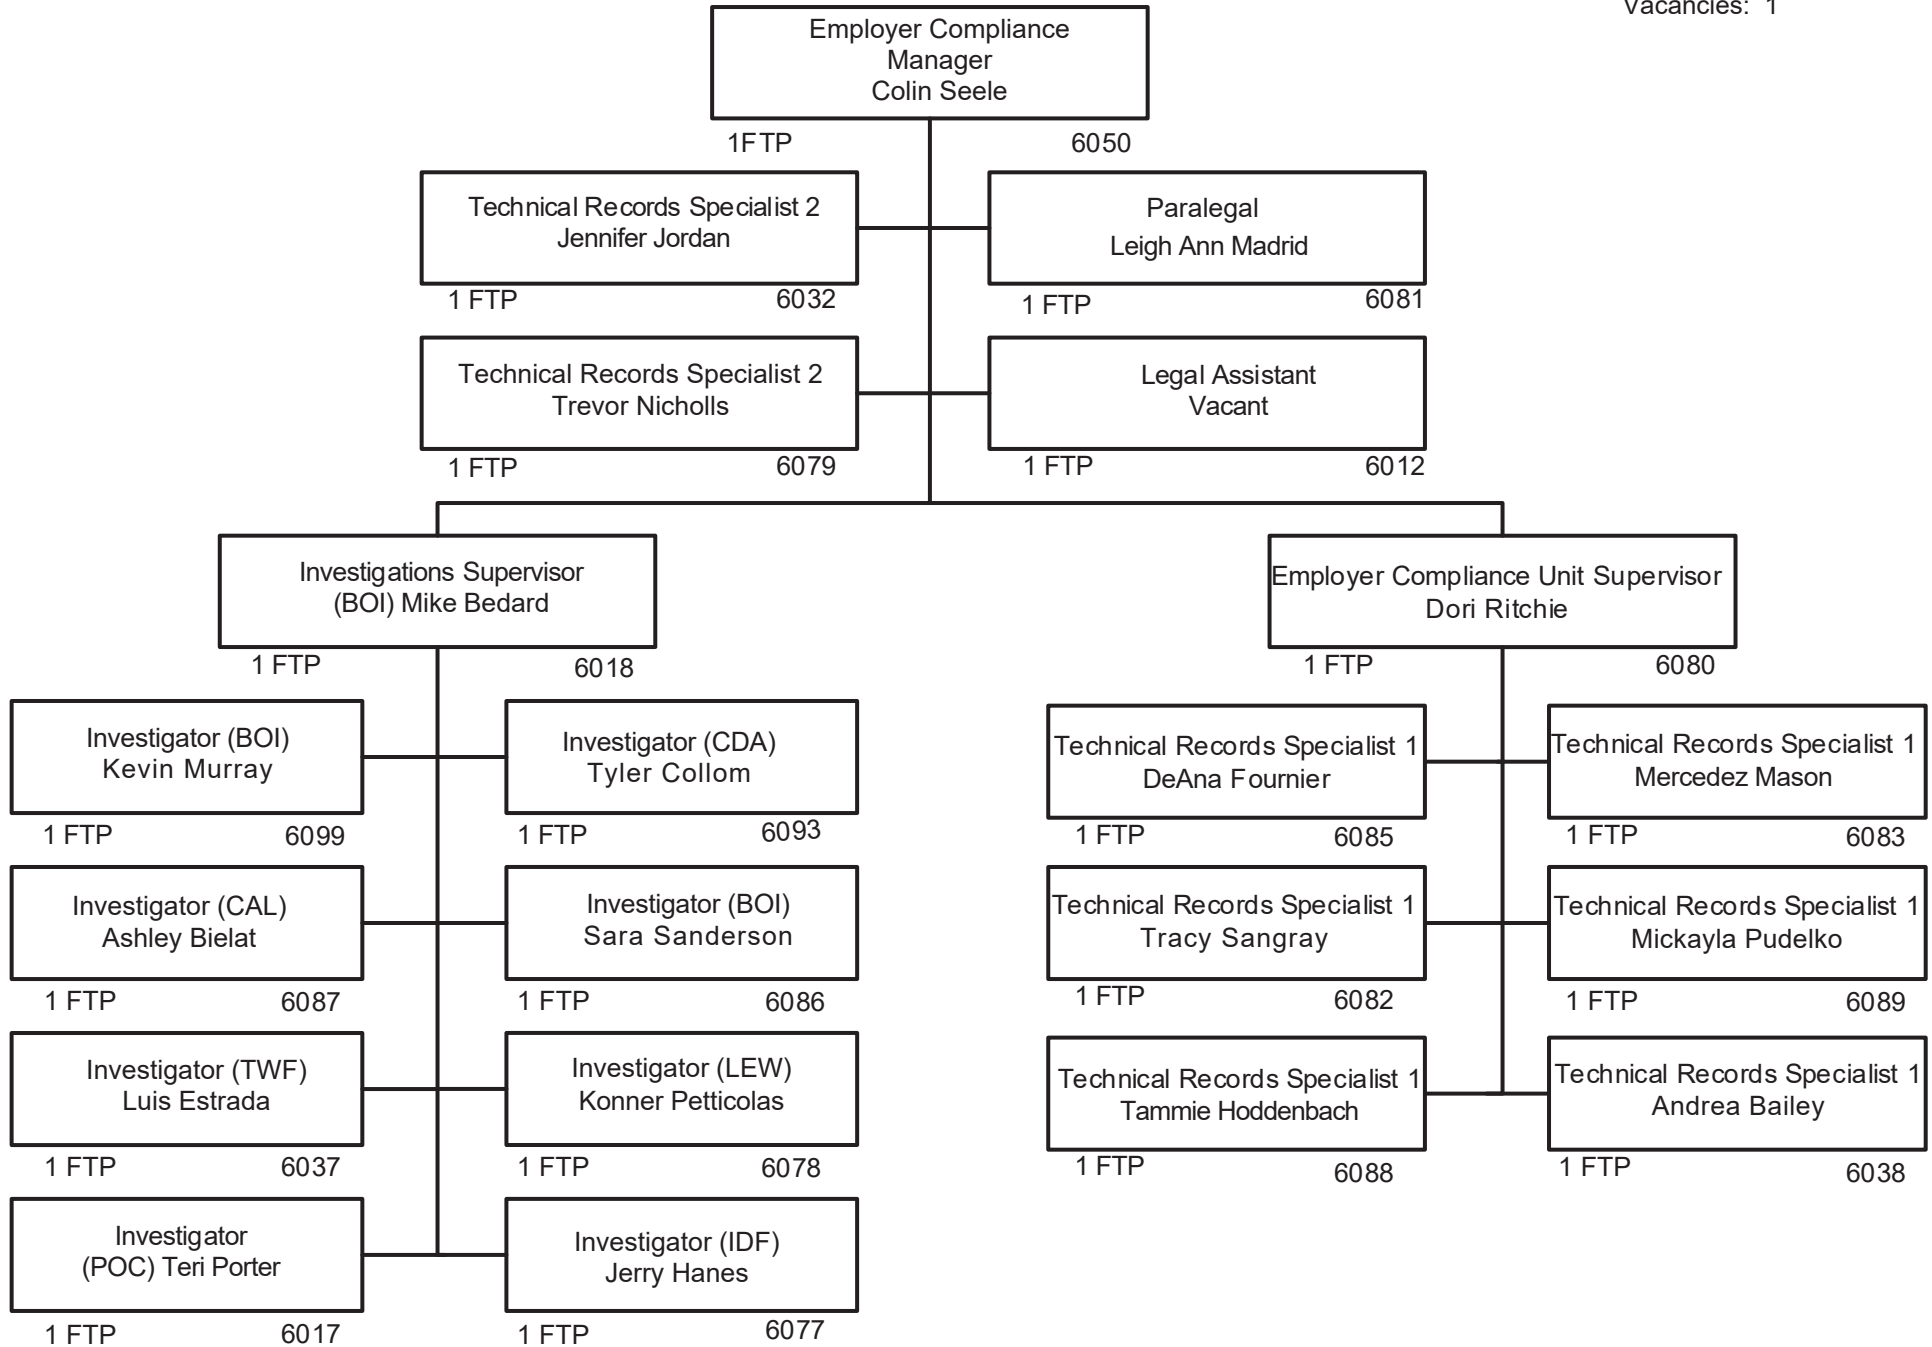 Vacancies: 1
Employer Compliance
Manager
Colin Seele
1FTP 6050
Technical Records Specialist 2
Jennifer Jordan
1 FTP 6032
Paralegal
Leigh Ann Madrid
1 FTP 6081
Technical Records Specialist 2
Trevor Nicholls
1 FTP 6079
Legal Assistant
Vacant
1 FTP 6012
Investigations Supervisor
(BOI) Mike Bedard
1 FTP 6018
Employer Compliance Unit Supervisor
Dori Ritchie
1 FTP 6080
Investigator (BOI)
Kevin Murray
1 FTP 6099
Investigator (CDA)
Tyler Collom
1 FTP 6093
Investigator (CAL)
Ashley Bielat
1 FTP 6087
Investigator (BOI)
Sara Sanderson
1 FTP 6086
Investigator (TWF)
Luis Estrada
1 FTP 6037
Investigator (LEW)
Konner Petticolas
1 FTP 6078
Investigator
(POC) Teri Porter
1 FTP 6017
Investigator (IDF)
Jerry Hanes
1 FTP 6077
Technical Records Specialist 1
DeAna Fournier
1 FTP 6085
Technical Records Specialist 1
Mercedez Mason
1 FTP 6083
Technical Records Specialist 1
Tracy Sangray
1 FTP 6082
Technical Records Specialist 1
Mickayla Pudelko
1 FTP 6089
Technical Records Specialist 1
Tammie Hoddenbach
1 FTP 6088
Technical Records Specialist 1
Andrea Bailey
1 FTP 6038